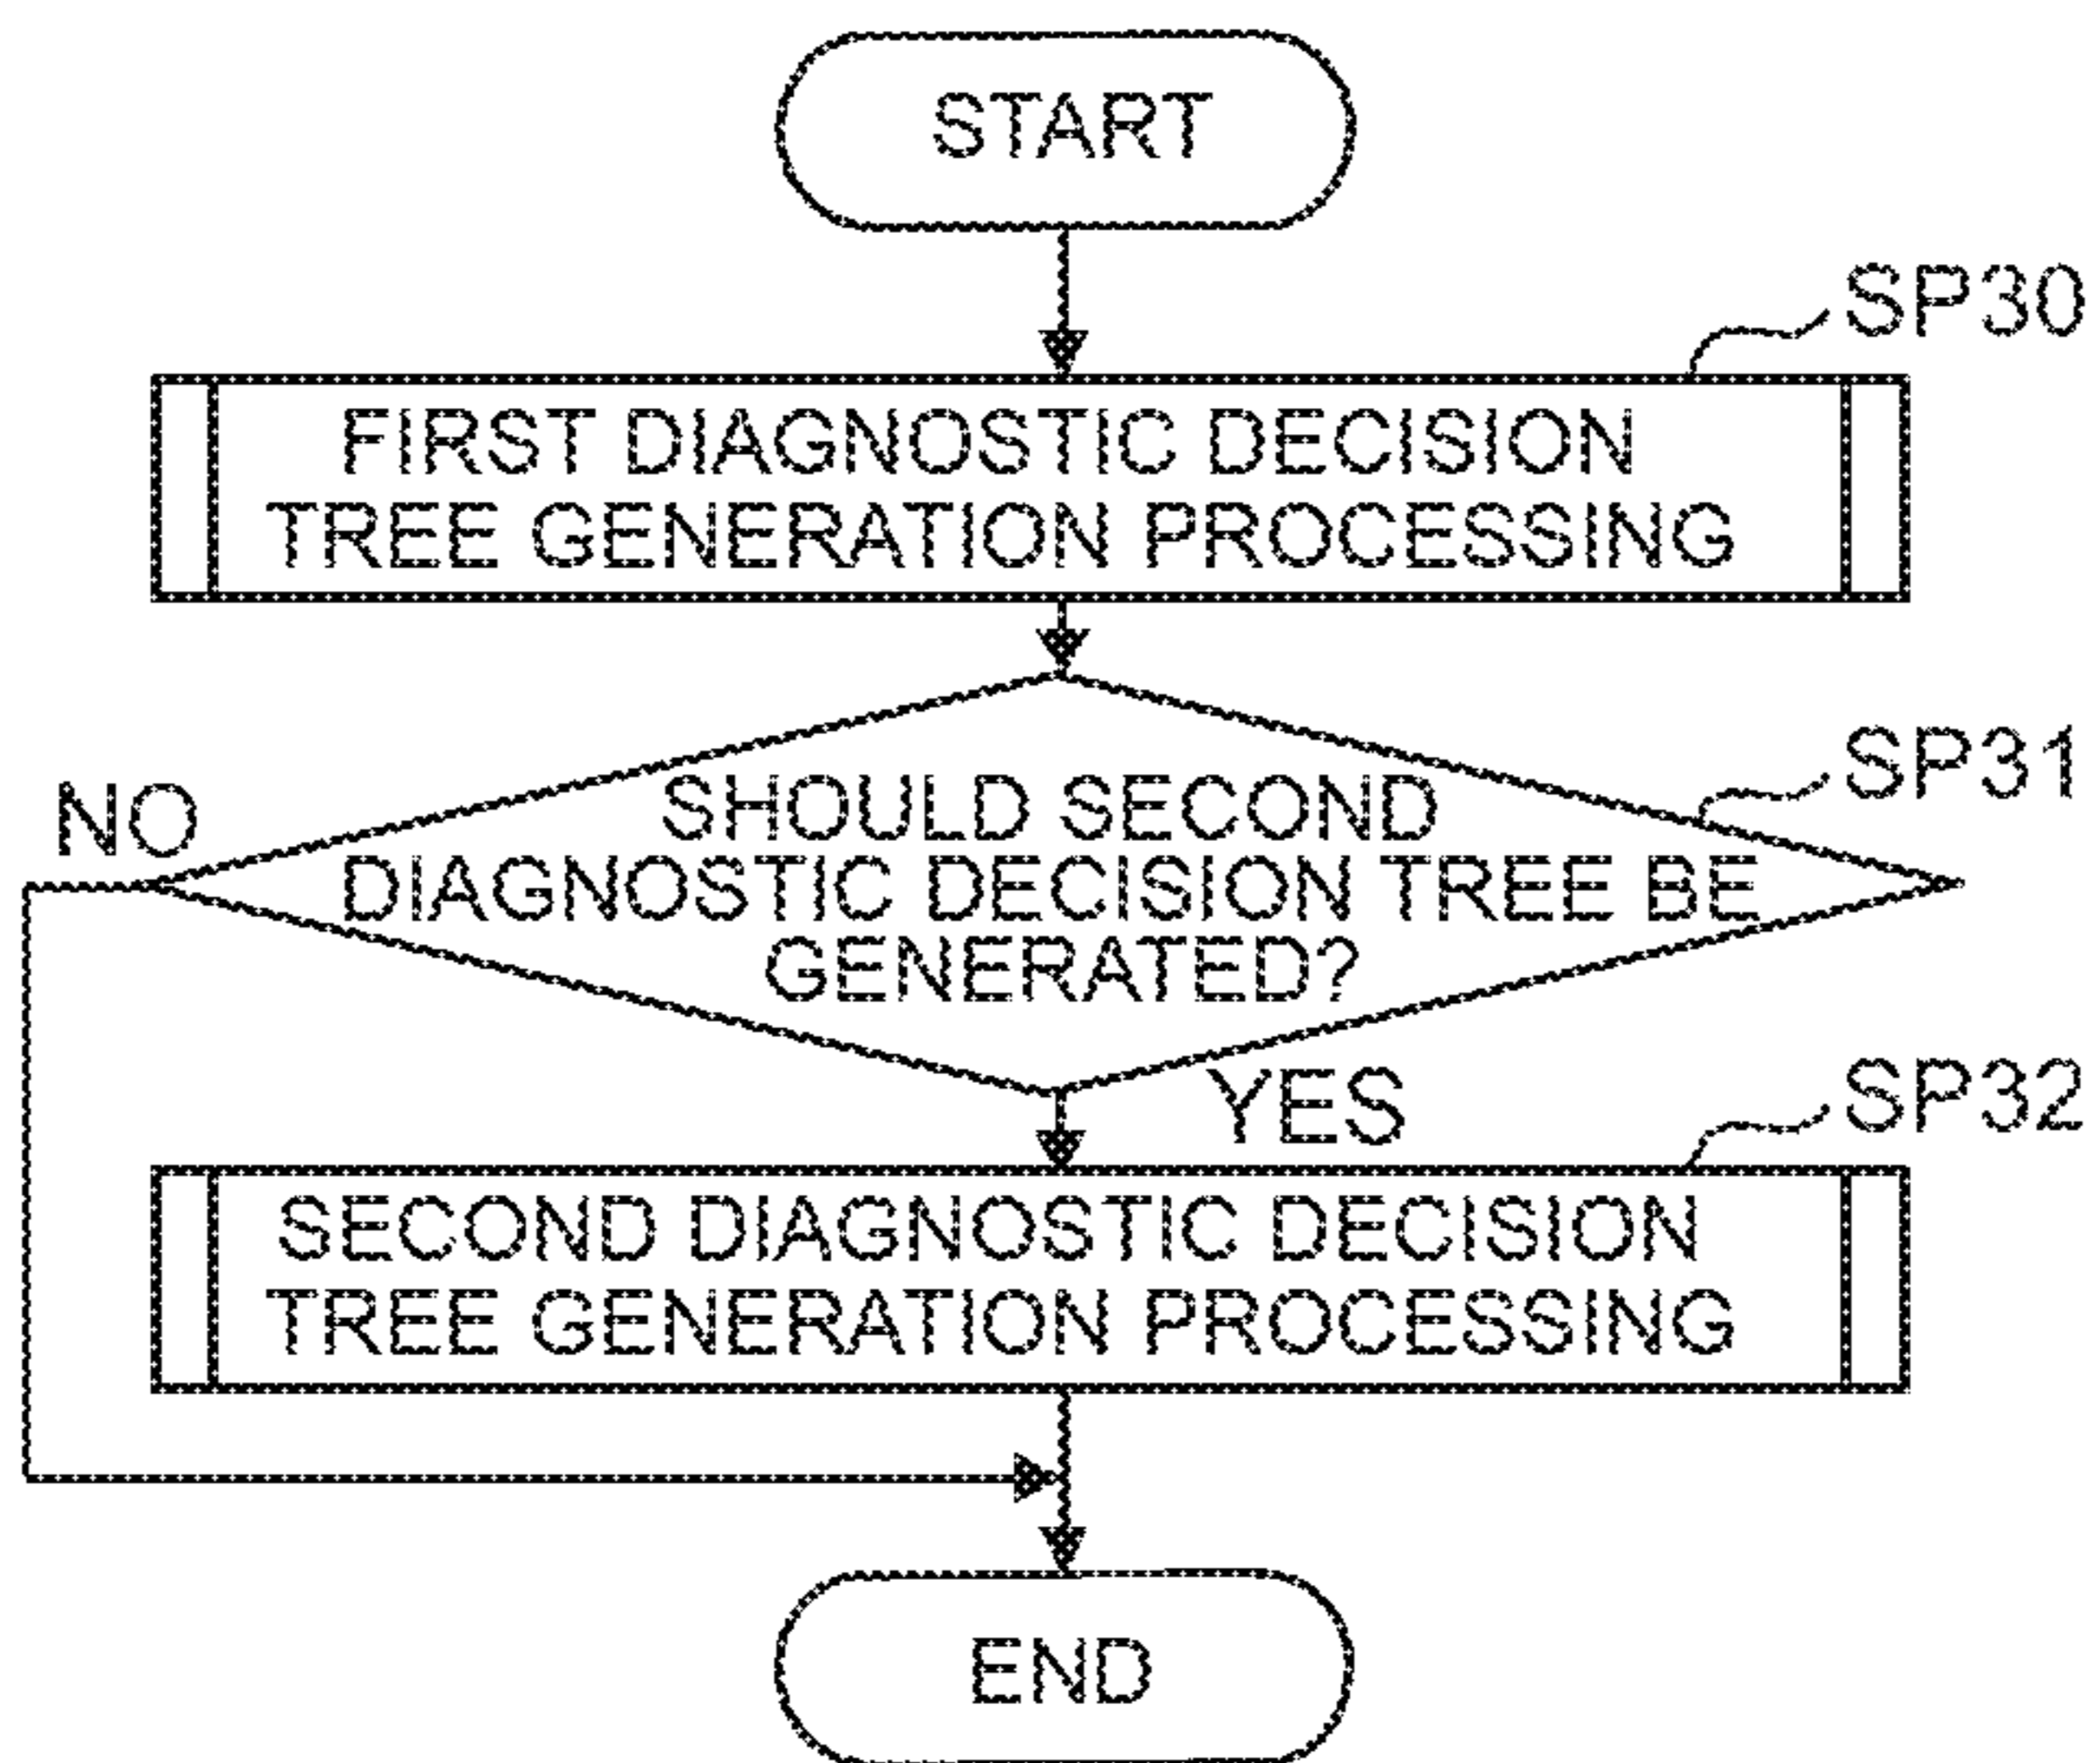 START
SP30
FIRST DIAGNOSTIC DECISION
TREE GENERATION PROCESSING
SP31
NO
SHOULD SECOND
DIAGNOSTIC DECISION TREE BE
GENERATED?
YES
SP32
SECOND DIAGNOSTIC DECISION
TREE GENERATION PROCESSING
END